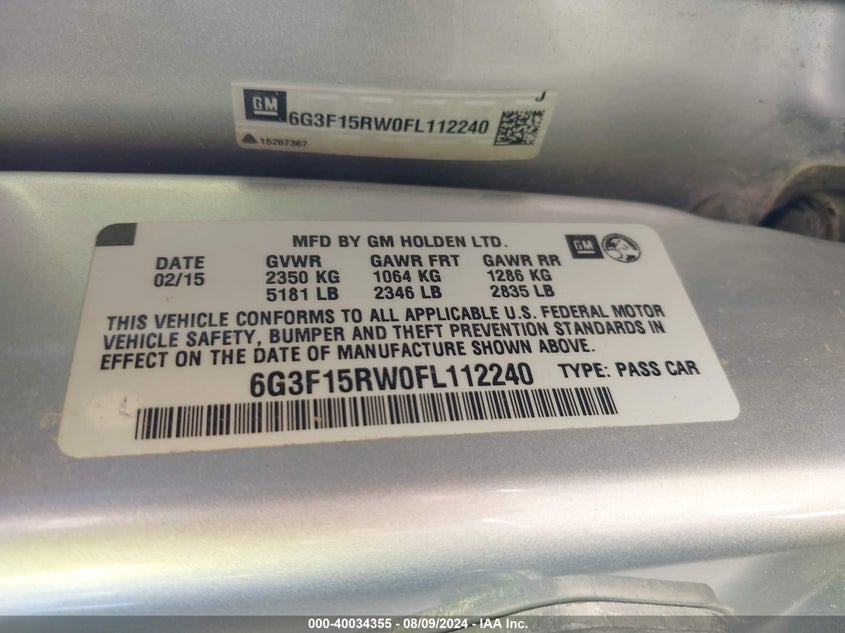 GM
6G3F15RW0FL112240
J
15267367
MFD BY GM HOLDEN LTD.
GM
DATE GVWR GAWR FRT GAWR RR
02/15 2350 KG 1064 KG 1286 KG
5181 LB 2346 LB 2835 LB
THIS VEHICLE CONFORMS TO ALL APPLICABLE U.S. FEDERAL MOTOR
VEHICLE SAFETY, BUMPER AND THEFT PREVENTION STANDARDS IN
EFFECT ON THE DATE OF MANUFACTURE SHOWN ABOVE.
6G3F15RW0FL112240 TYPE: PASS CAR
000-40034355 - 08/09/2024 - IAA Inc.